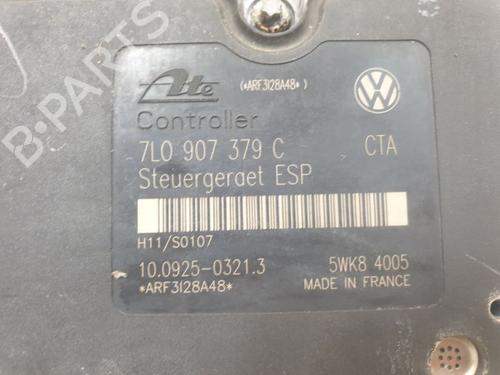 B-PARTS
Ate (*ARF3128A48*)
Controller
7L0 907 379 C CTA
Steuergeraet ESP
H11/S0107
10.0925-0321.3 5WK8 4005
*ARF3128A48* MADE IN FRANCE